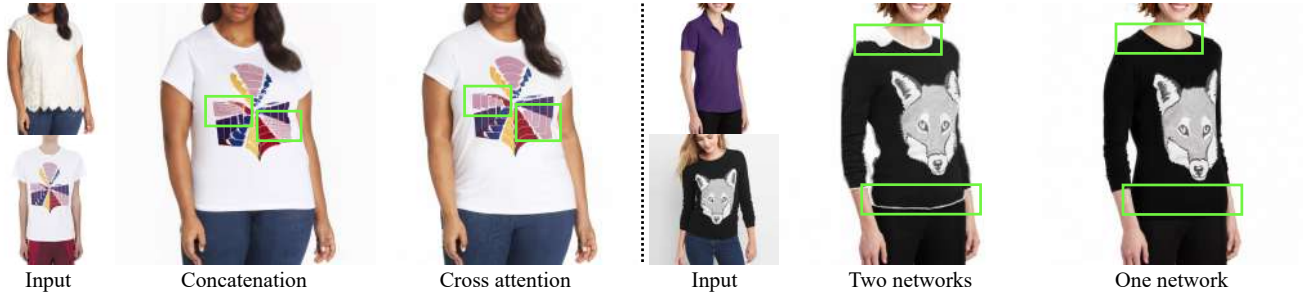 Input
Concatenation
Cross attention
Input
Two networks
One network